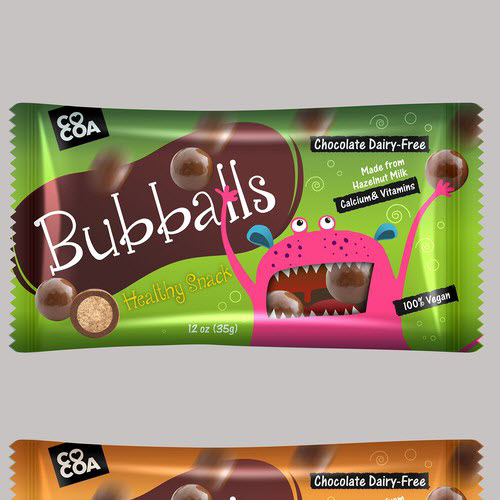 CO
COA
Chocolate Dairy-Free
Made from
Hazelnut Milk
Calcium& Vitamins
Bubballs
Healthy Snack
100% Vegan
12 oz (35g)
CO
COA
Chocolate Dairy-Free